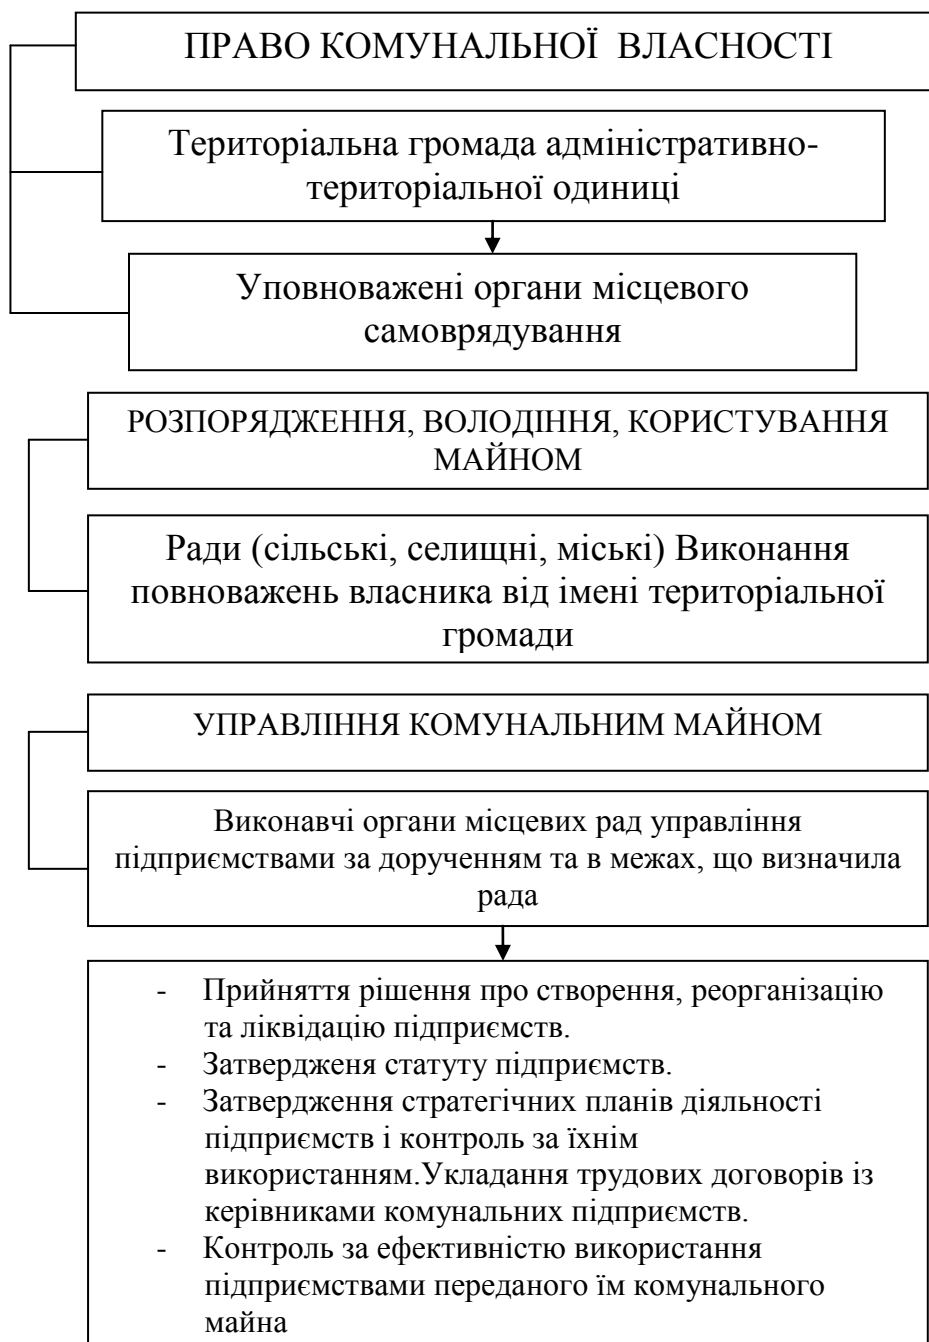 ПРАВО КОМУНАЛЬНОЇ ВЛАСНОСТІ
Територіальна громада адміністративно-
територіальної одиниці
Уповноважені органи місцевого
самоврядування
РОЗПОРЯДЖЕННЯ, ВОЛОДІННЯ, КОРИСТУВАННЯ
МАЙНОМ
Ради (сільські, селищні, міські) Виконання
повноважень власника від імені територіальної
громади
УПРАВЛІННЯ КОМУНАЛЬНИМ МАЙНОМ
Виконавчі органи місцевих рад управління
підприємствами за дорученням та в межах, що визначила
рада
- Прийняття рішення про створення, реорганізацію
та ліквідацію підприємств.
- Затвердженя статуту підприємств.
- Затвердження стратегічних планів діяльності
підприємств і контроль за їхнім
використанням.Укладання трудових договорів із
керівниками комунальних підприємств.
- Контроль за ефективністю використання
підприємствами переданого їм комунального
майна